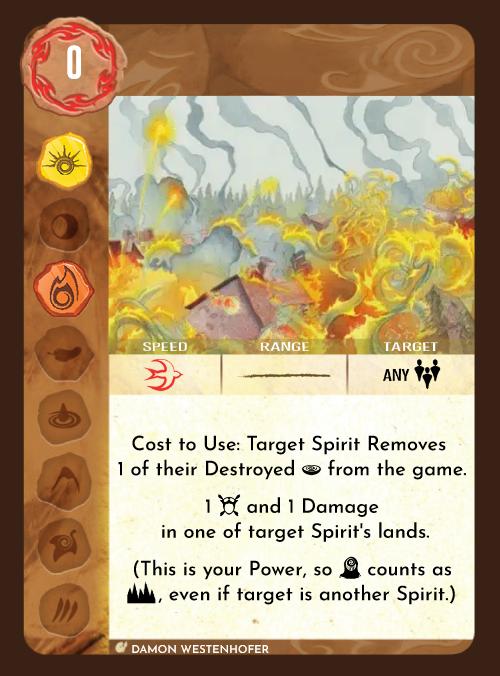 0
SPEED RANGE TARGET
ANY
Cost to Use: Target Spirit Removes
1 of their Destroyed from the game.
1 and 1 Damage
in one of target Spirit's lands.
(This is your Power, so counts as
, even if target is another Spirit.)
DAMON WESTENHOFER